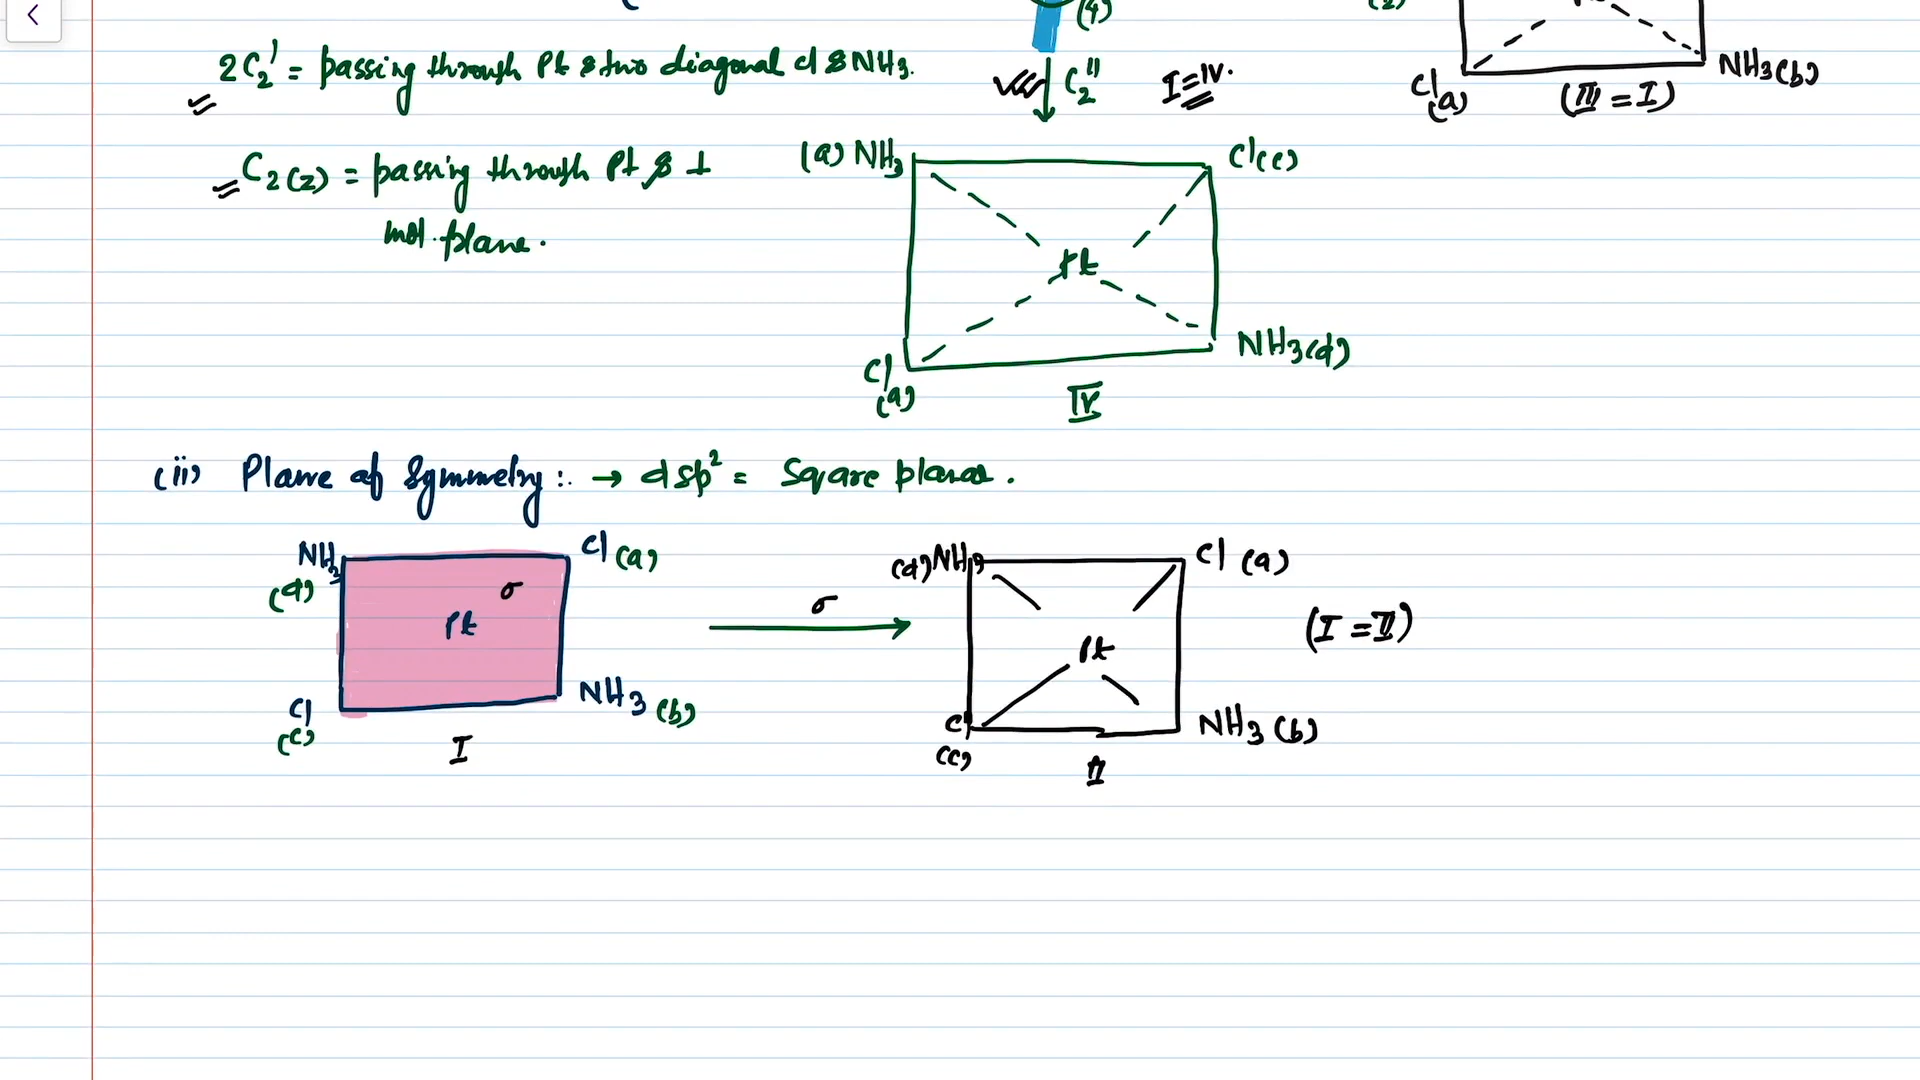 (4)
(2)
2C2' = passing through Pt & two diagonal Cl & NH3.
C2''
I=IV.
Cl
(a)
NH3(b)
(III = I)
C2(z) = passing through Pt & ⊥
mol. plane.
(a) NH3
Cl(c)
Pt
Cl
(a)
NH3(d)
IV
(ii) Plane of Symmetry :. → dsp² = Square planar.
NH3
(d)
Cl (a)
σ
Pt
Cl
(c)
NH3 (b)
I
σ
(d)NH3
Cl (a)
Pt
(I = II)
Cl
(c)
NH3 (b)
II